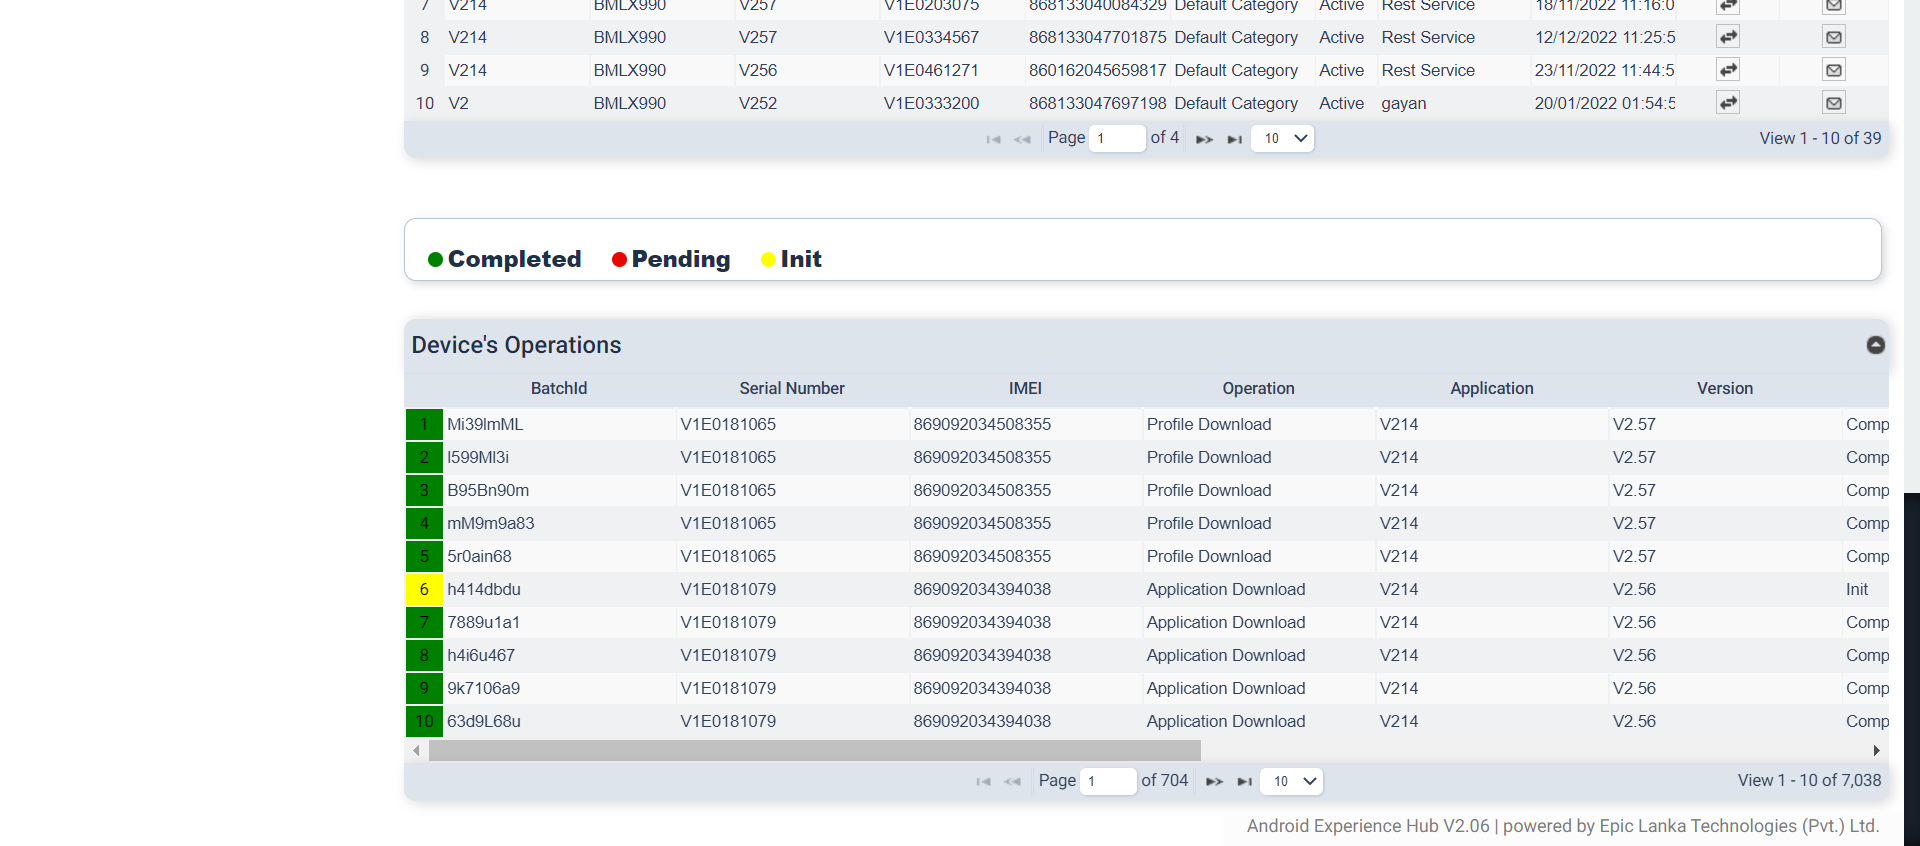 7 V214 BMLX990 V257 V1E0203075 868133040084329 Default Category Active Rest Service 18/11/2022 11:16:0
8 V214 BMLX990 V257 V1E0334567 868133047701875 Default Category Active Rest Service 12/12/2022 11:25:5
9 V214 BMLX990 V256 V1E0461271 860162045659817 Default Category Active Rest Service 23/11/2022 11:44:5
10 V2 BMLX990 V252 V1E0333200 868133047697198 Default Category Active gayan 20/01/2022 01:54:5
Page 1 of 4 10 View 1 - 10 of 39
Completed Pending Init
Device's Operations
BatchId Serial Number IMEI Operation Application Version
1 Mi39lmML V1E0181065 869092034508355 Profile Download V214 V2.57 Comp
2 l599Ml3i V1E0181065 869092034508355 Profile Download V214 V2.57 Comp
3 B95Bn90m V1E0181065 869092034508355 Profile Download V214 V2.57 Comp
4 mM9m9a83 V1E0181065 869092034508355 Profile Download V214 V2.57 Comp
5 5r0ain68 V1E0181065 869092034508355 Profile Download V214 V2.57 Comp
6 h414dbdu V1E0181079 869092034394038 Application Download V214 V2.56 Init
7 7889u1a1 V1E0181079 869092034394038 Application Download V214 V2.56 Comp
8 h4i6u467 V1E0181079 869092034394038 Application Download V214 V2.56 Comp
9 9k7106a9 V1E0181079 869092034394038 Application Download V214 V2.56 Comp
10 63d9L68u V1E0181079 869092034394038 Application Download V214 V2.56 Comp
Page 1 of 704 10 View 1 - 10 of 7,038
Android Experience Hub V2.06 | powered by Epic Lanka Technologies (Pvt.) Ltd.